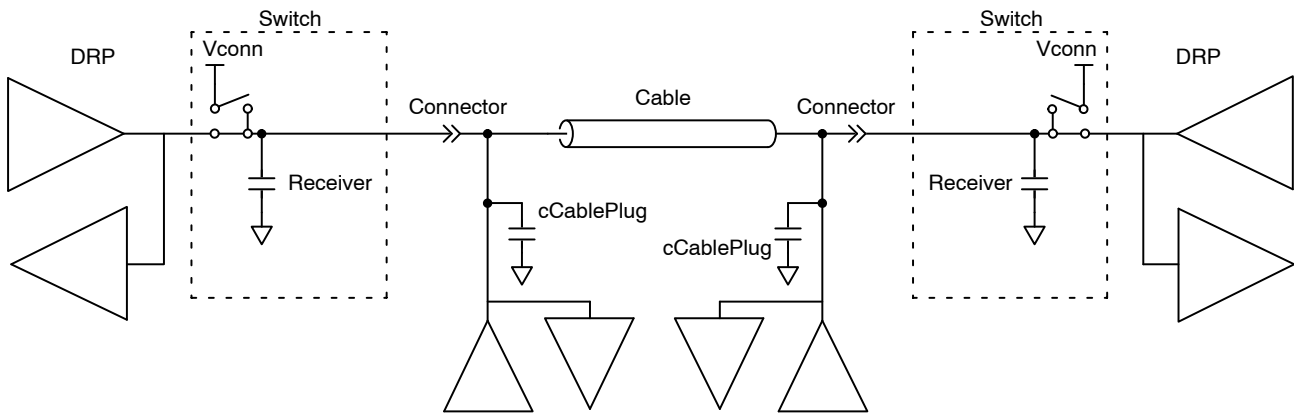 Switch
Switch
DRP
Vconn
Vconn
DRP
Connector
Cable
Connector
Receiver
Receiver
cCablePlug
cCablePlug